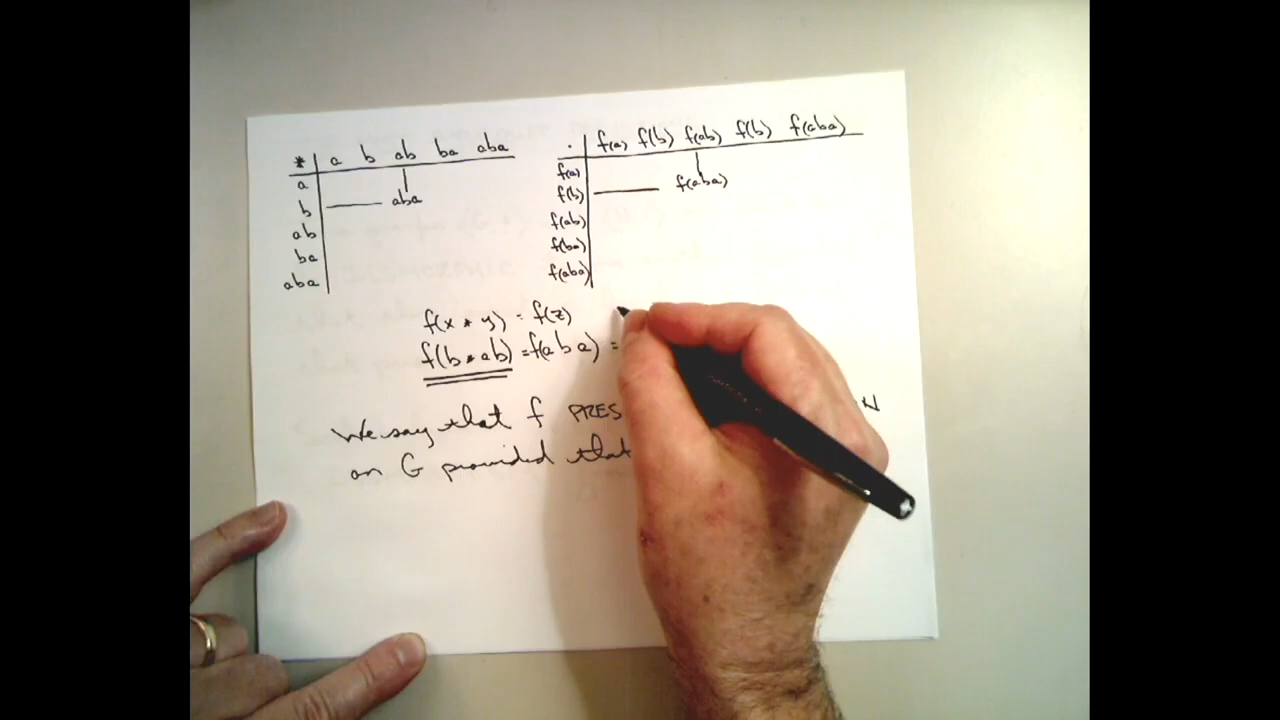 * a b ab ba aba
a
b aba
ab
ba
aba
· f(a) f(b) f(ab) f(b) f(aba)
f(a)
f(b) f(aba)
f(ab)
f(ba)
f(aba)
f(x * y) = f(z)
f(b * ab) = f(aba) =
We say that f PRES N
on G provided that